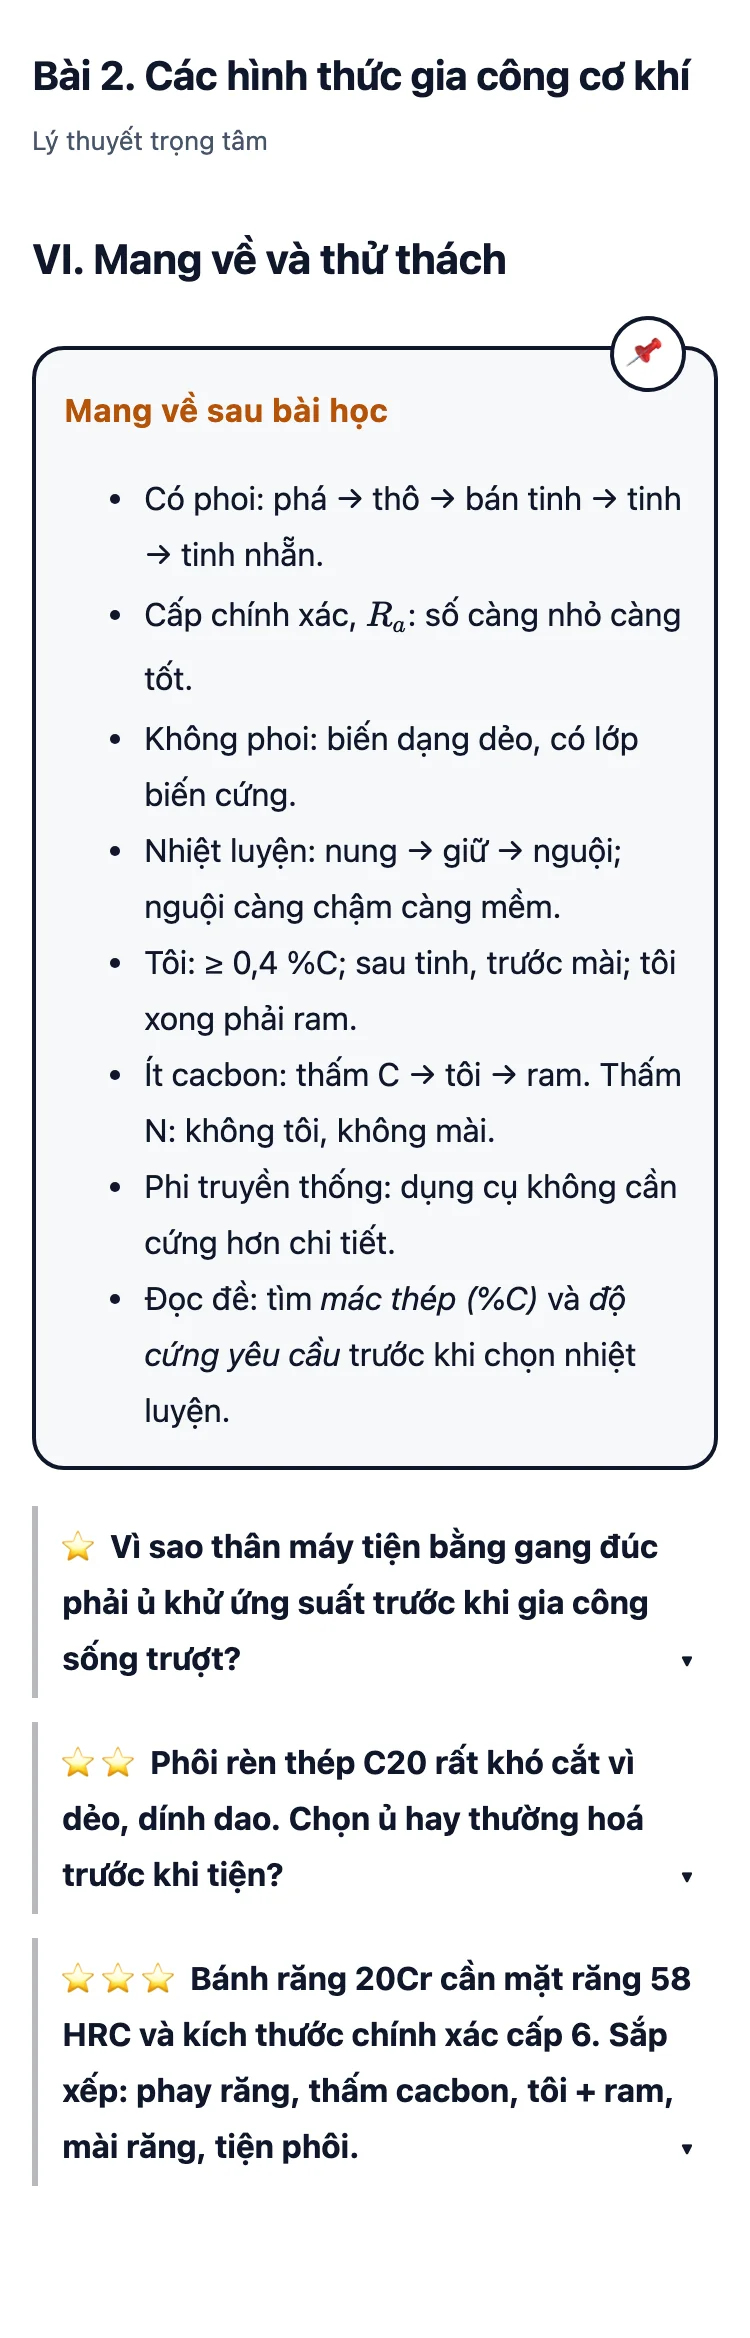 Bài 2. Các hình thức gia công cơ khí
Lý thuyết trọng tâm
VI. Mang về và thử thách
Mang về sau bài học
• Có phoi: phá → thô → bán tinh → tinh
→ tinh nhẵn.
• Cấp chính xác, Rₐ: số càng nhỏ càng
tốt.
• Không phoi: biến dạng dẻo, có lớp
biến cứng.
• Nhiệt luyện: nung → giữ → nguội;
nguội càng chậm càng mềm.
• Tôi: ≥ 0,4 %C; sau tinh, trước mài; tôi
xong phải ram.
• Ít cacbon: thấm C → tôi → ram. Thấm
N: không tôi, không mài.
• Phi truyền thống: dụng cụ không cần
cứng hơn chi tiết.
• Đọc đề: tìm mác thép (%C) và độ
cứng yêu cầu trước khi chọn nhiệt
luyện.
⭐ Vì sao thân máy tiện bằng gang đúc
phải ủ khử ứng suất trước khi gia công
sống trượt? ▼
⭐⭐ Phôi rèn thép C20 rất khó cắt vì
dẻo, dính dao. Chọn ủ hay thường hoá
trước khi tiện? ▼
⭐⭐⭐ Bánh răng 20Cr cần mặt răng 58
HRC và kích thước chính xác cấp 6. Sắp
xếp: phay răng, thấm cacbon, tôi + ram,
mài răng, tiện phôi. ▼